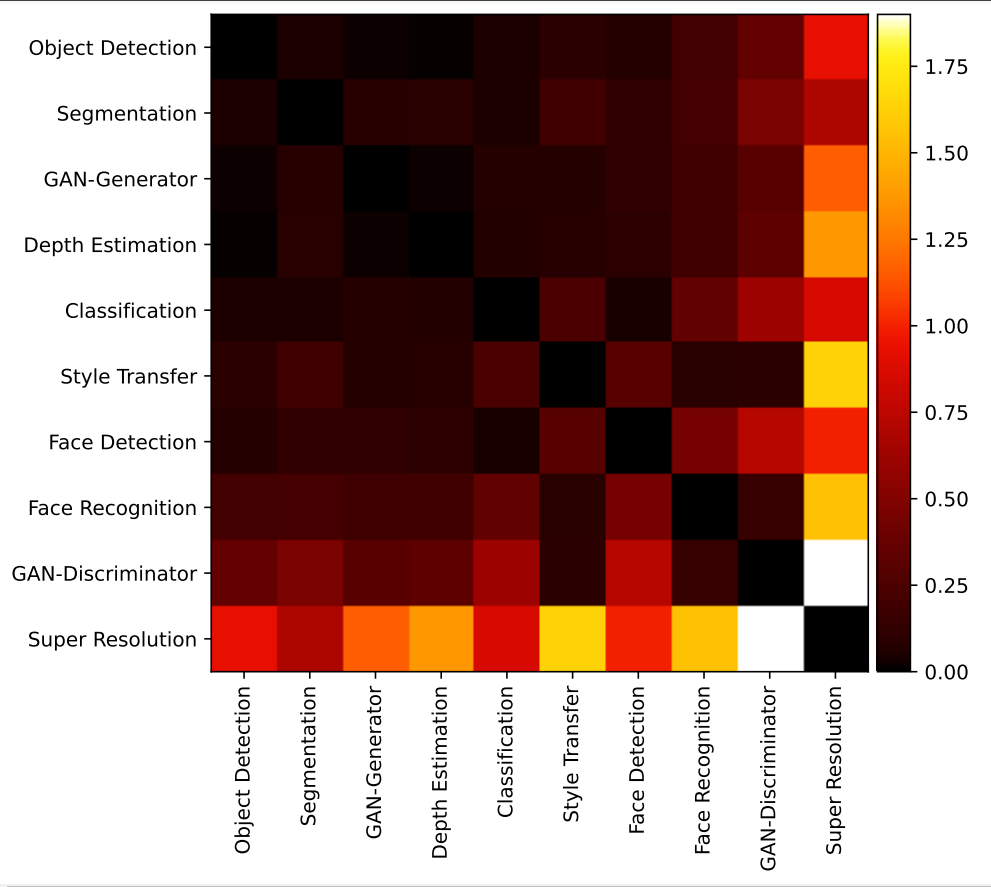 Object Detection
Segmentation
GAN-Generator
Depth Estimation
Classification
Style Transfer
Face Detection
Face Recognition
GAN-Discriminator
Super Resolution
Object Detection
Segmentation
GAN-Generator
Depth Estimation
Classification
Style Transfer
Face Detection
Face Recognition
GAN-Discriminator
Super Resolution
1.75
1.50
1.25
1.00
0.75
0.50
0.25
0.00